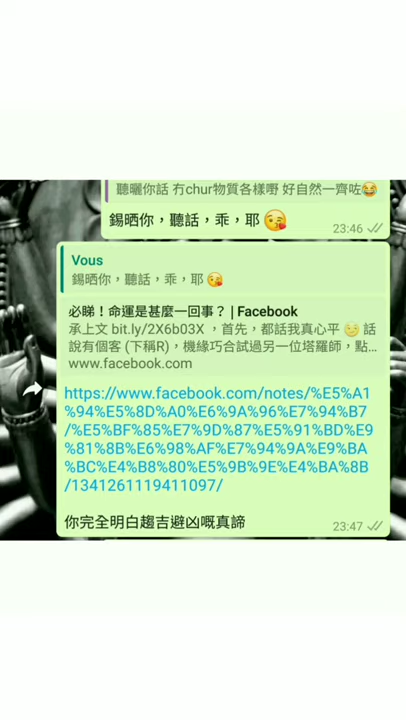 聽曬你話 冇chur物質各樣嘢 好自然一齊咗😂
錫晒你，聽話，乖，耶 😘
23:46
Vous
錫晒你，聽話，乖，耶 😘
必睇！命運是甚麼一回事？ | Facebook
承上文 bit.ly/2X6b03X ，首先，都話我真心平 😏 話
說有個客 (下稱R)，機緣巧合試過另一位塔羅師，點...
www.facebook.com
https://www.facebook.com/notes/%E5%A1
%94%E5%8D%A0%E6%9A%96%E7%94%B7
/%E5%BF%85%E7%9D%87%E5%91%BD%E9
%81%8B%E6%98%AF%E7%94%9A%E9%BA
%BC%E4%B8%80%E5%9B%9E%E4%BA%8B
/1341261119411097/
你完全明白趨吉避凶嘅真諦
23:47